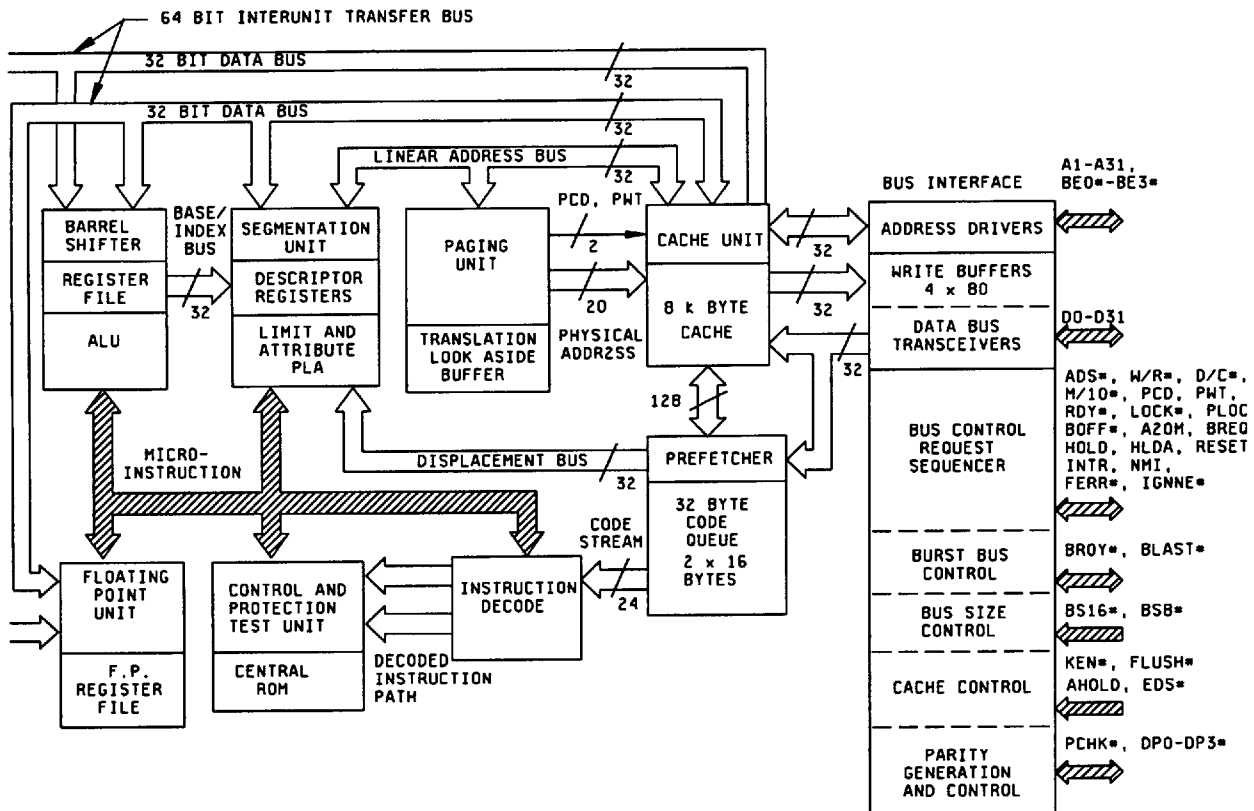 64 BIT INTERUNIT TRANSFER BUS
32 BIT DATA BUS
32
32 BIT DATA BUS
32
LINEAR ADDRESS BUS
32
BARREL SHIFTER
REGISTER FILE
ALU
BASE/
INDEX
BUS
32
SEGMENTATION
UNIT
DESCRIPTOR
REGISTERS
LIMIT AND
ATTRIBUTE
PLA
PAGING
UNIT
TRANSLATION
LOOK ASIDE
BUFFER
PCD, PWT
2
20
PHYSICAL
ADDR2SS
CACHE UNIT
8 k BYTE
CACHE
32
32
32
128
BUS INTERFACE
ADDRESS DRIVERS
WRITE BUFFERS
4 x 80
DATA BUS
TRANSCEIVERS
BUS CONTROL
REQUEST
SEQUENCER
BURST BUS
CONTROL
BUS SIZE
CONTROL
CACHE CONTROL
PARITY
GENERATION
AND CONTROL
A1-A31,
BE0*-BE3*
D0-D31
ADS*, W/R*, D/C*,
M/IO*, PCD, PWT,
RDY*, LOCK*, PLOC
BOFF*, A20M, BREQ
HOLD, HLDA, RESET
INTR, NMI,
FERR*, IGNNE*
BROY*, BLAST*
BS16*, BS8*
KEN*, FLUSH*
AHOLD, EDS*
PCHK*, DP0-DP3*
MICRO-
INSTRUCTION
DISPLACEMENT BUS
32
PREFETCHER
32 BYTE
CODE
QUEUE
2 x 16
BYTES
CODE
STREAM
24
FLOATING
POINT
UNIT
F.P.
REGISTER
FILE
CONTROL AND
PROTECTION
TEST UNIT
CENTRAL
ROM
INSTRUCTION
DECODE
DECODED
INSTRUCTION
PATH